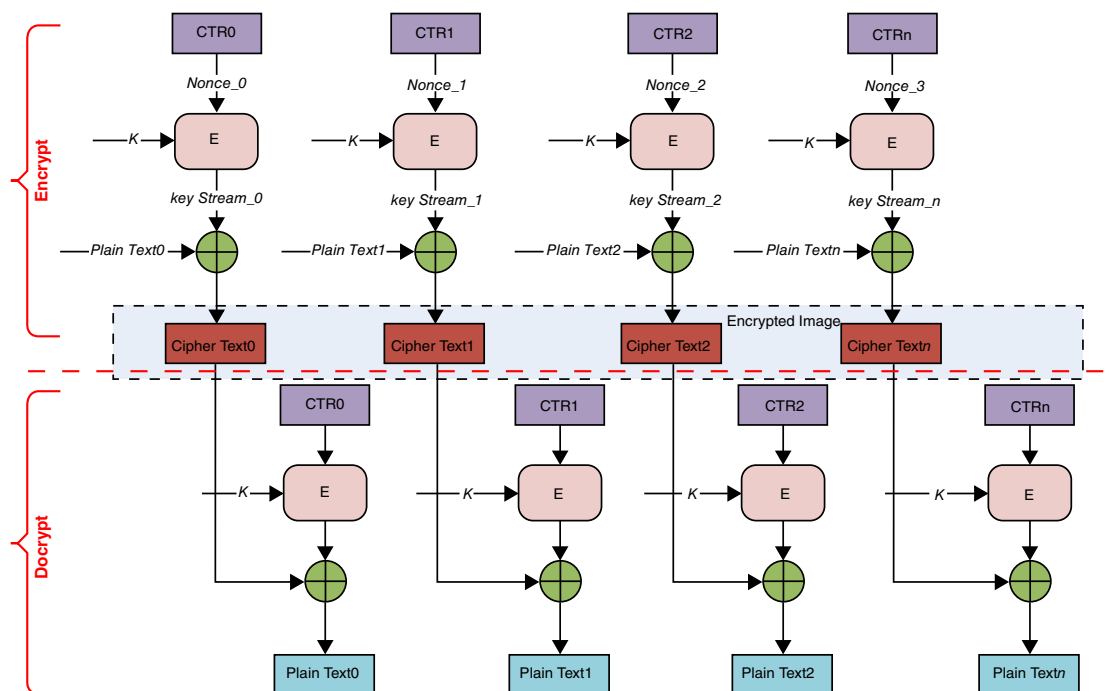 CTR0 CTR1 CTR2 CTRn
Nonce_0 Nonce_1 Nonce_2 Nonce_3
K E K E K E K E
Encrypt
key Stream_0 key Stream_1 key Stream_2 key Stream_n
Plain Text0 Plain Text1 Plain Text2 Plain Textn
Encrypted Image
Cipher Text0 Cipher Text1 Cipher Text2 Cipher Textn
CTR0 CTR1 CTR2 CTRn
K E K E K E K E
Docrypt
Plain Text0 Plain Text1 Plain Text2 Plain Textn